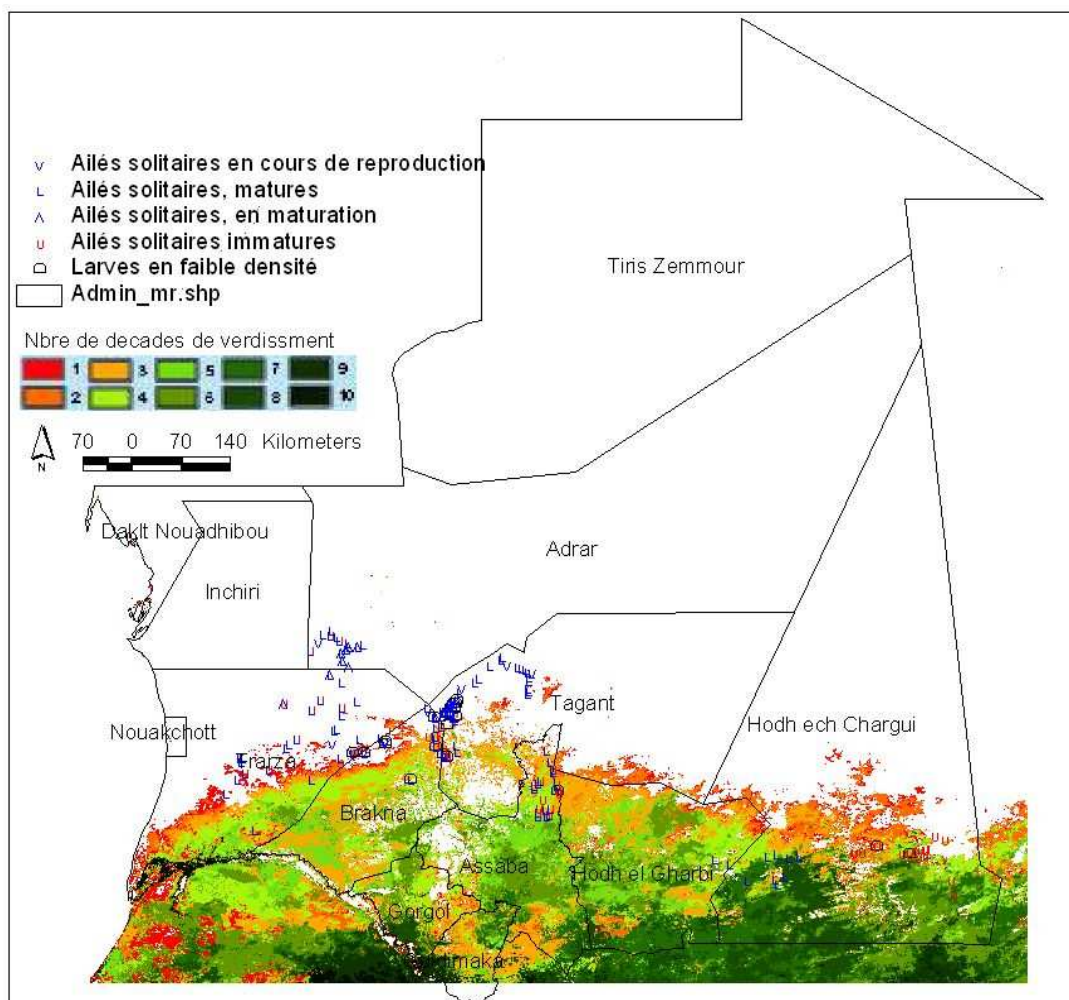 Ailés solitaires en cours de reproduction
Ailés solitaires, matures
Ailés solitaires, en maturation
Ailés solitaires, immatures
Larves en faible densité
Admin_mr.shp
Nbre de decades de verdissment
1 3 5 7 9
2 4 6 8 10
70 0 70 140 Kilometers
N
Tiris Zemmour
Daklt Nouadhibou
Adrar
Inchiri
Tagant
Nouakchott
Hodh ech Chargui
Trarza
Brakna
Assaba
Hodh el Gharbi
Gorgol